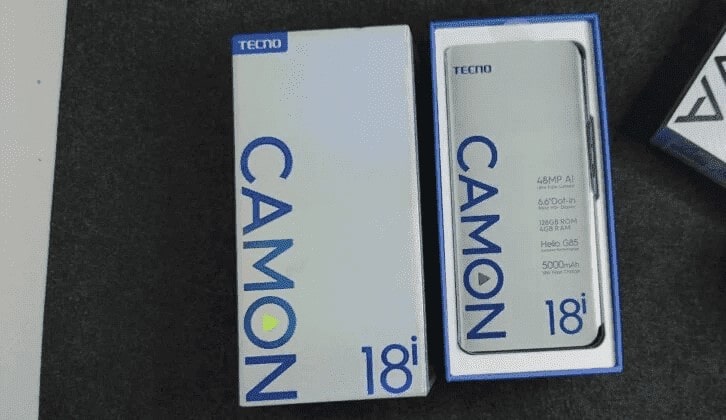 TECNO
CAMON
18i
TECNO
CAMON
48MP AI
6.6"Dot-in
128GB ROM
4GB RAM
Helio G85
5000mAh
18i